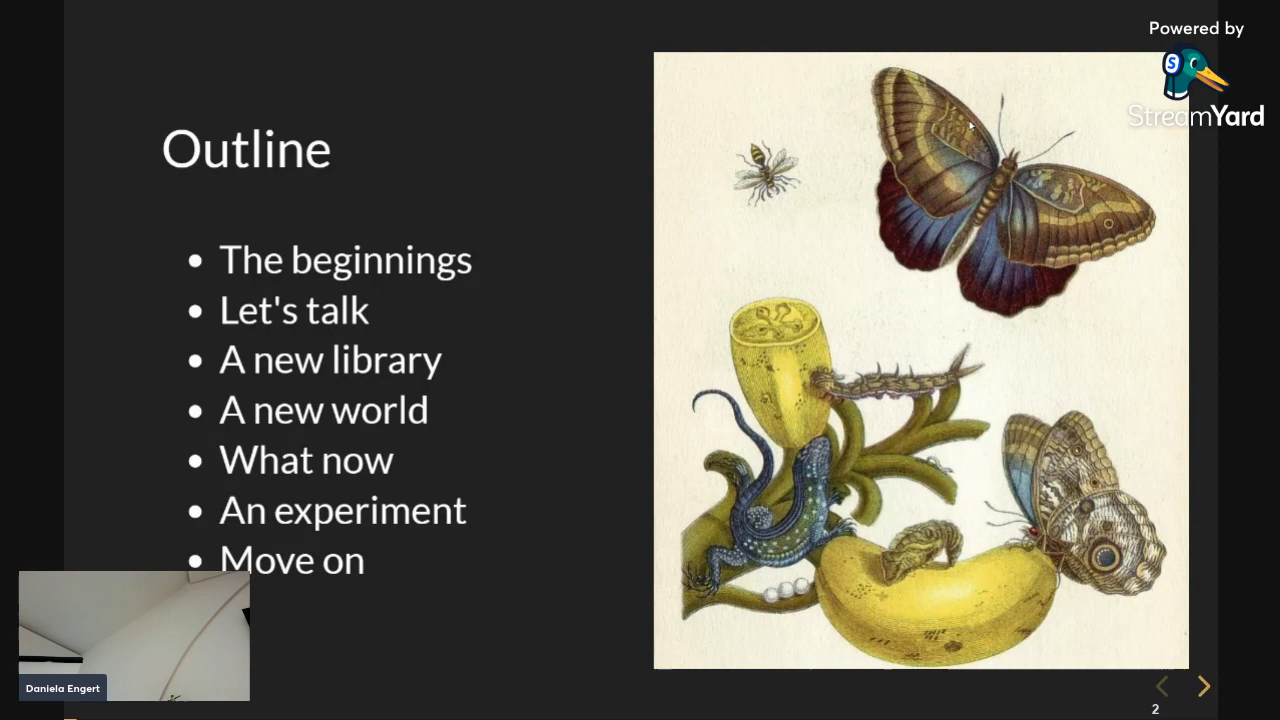 Powered by
StreamYard
Outline
The beginnings
Let's talk
A new library
A new world
What now
An experiment
Move on
Daniela Engert
2